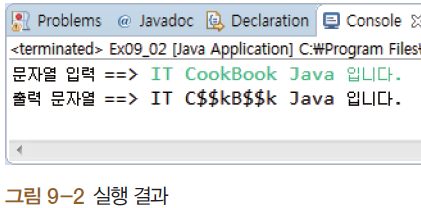 Problems @ Javadoc Declaration Console
<terminated> Ex09_02 [Java Application] C:₩Program Files
문자열 입력 ==> IT CookBook Java 입니다.
출력 문자열 ==> IT C$$kB$$k Java 입니다.
그림 9-2 실행 결과